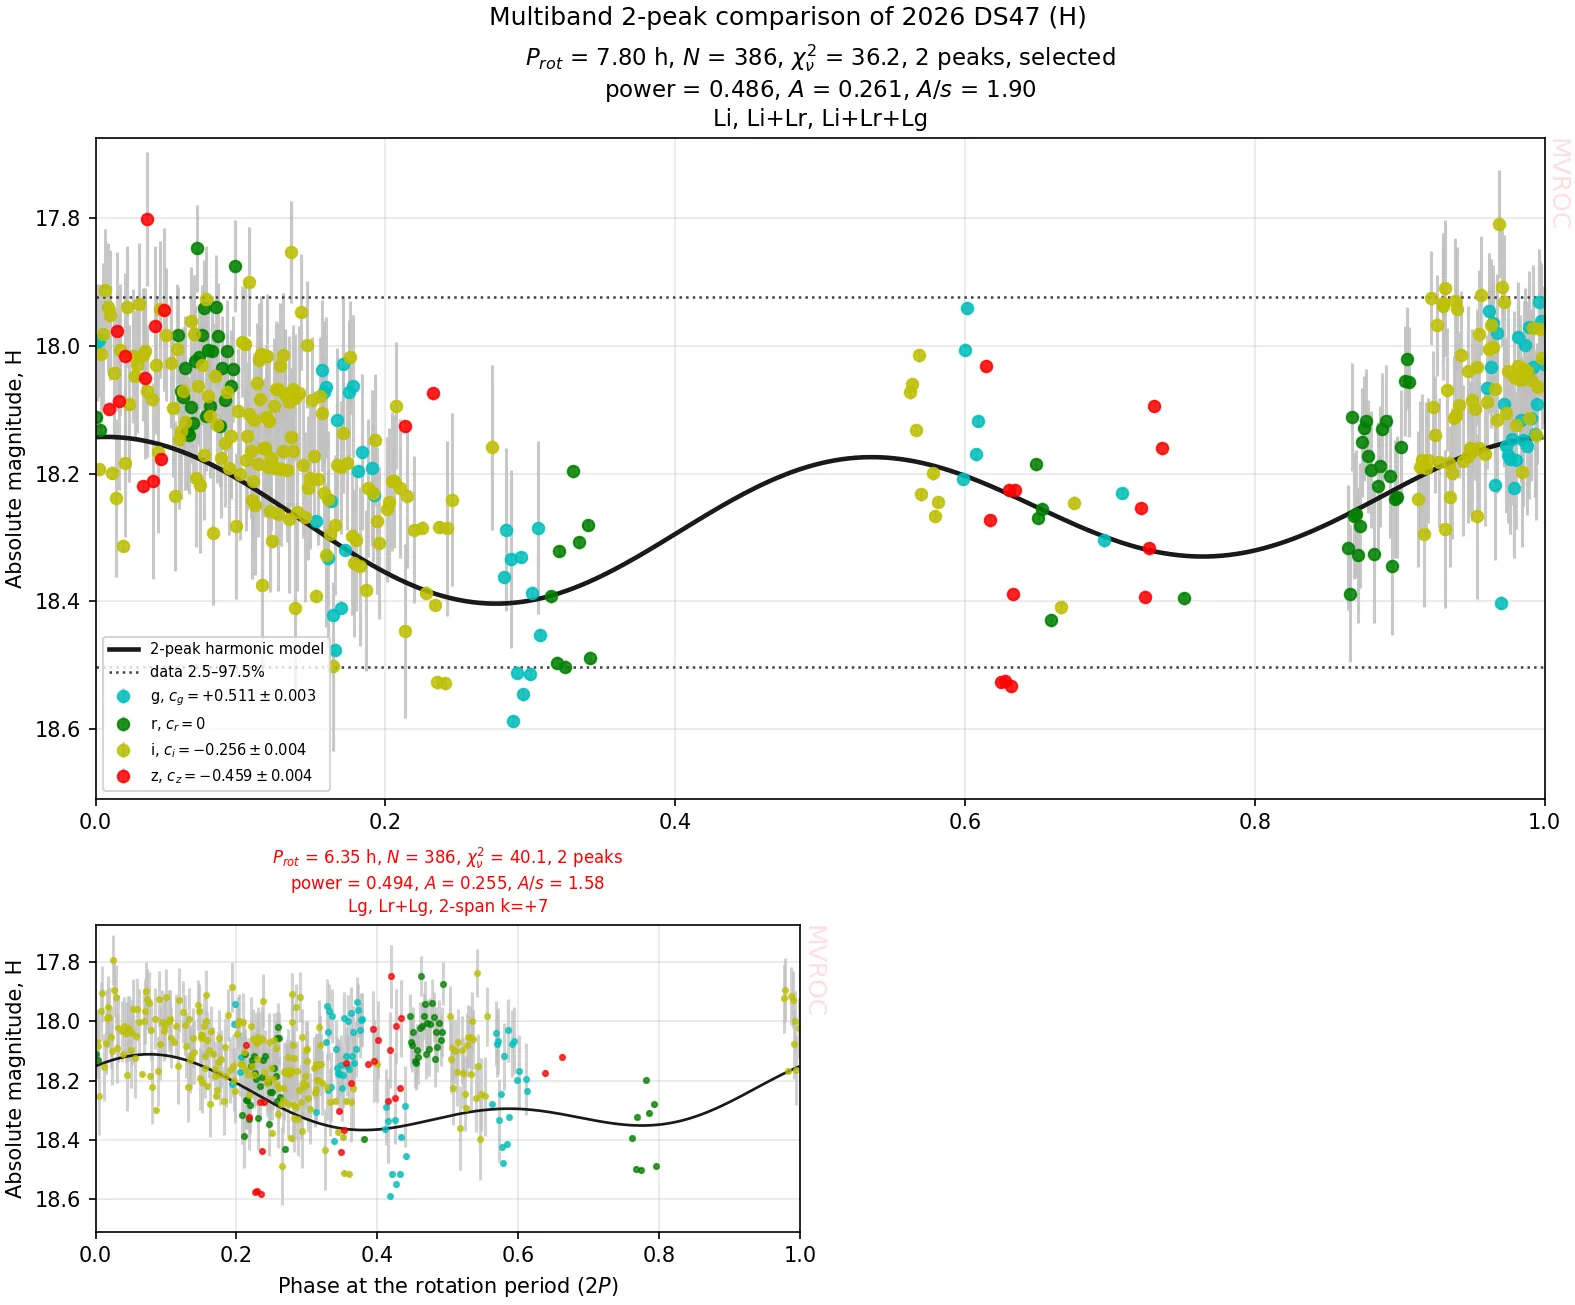 Multiband 2-peak comparison of 2026 DS47 (H)
P_rot = 7.80 h, N = 386, χ²_ν = 36.2, 2 peaks, selected
power = 0.486, A = 0.261, A/s = 1.90
Li, Li+Lr, Li+Lr+Lg
MVROC
Absolute magnitude, H
17.8
18.0
18.2
18.4
18.6
2-peak harmonic model
data 2.5–97.5%
g, c_g = +0.511 ± 0.003
r, c_r = 0
i, c_i = −0.256 ± 0.004
z, c_z = −0.459 ± 0.004
0.0 0.2 0.4 0.6 0.8 1.0
P_rot = 6.35 h, N = 386, χ²_ν = 40.1, 2 peaks
power = 0.494, A = 0.255, A/s = 1.58
Lg, Lr+Lg, 2-span k=+7
MVROC
Absolute magnitude, H
17.8
18.0
18.2
18.4
18.6
0.0 0.2 0.4 0.6 0.8 1.0
Phase at the rotation period (2P)